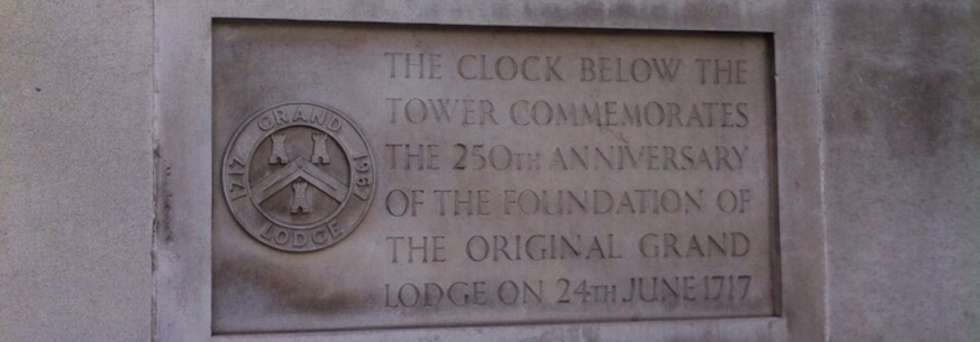 GRAND
1717 1967
LODGE
THE CLOCK BELOW THE
TOWER COMMEMORATES
THE 250TH ANNIVERSARY
OF THE FOUNDATION OF
THE ORIGINAL GRAND
LODGE ON 24TH JUNE 1717